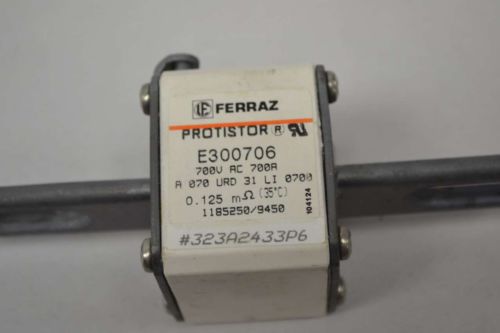 FERRAZ
PROTISTOR®
E300706
700V AC 700A
A 070 URD 31 LI 0700
0.125 mΩ (35°C)
1185250/9450
104124
#323A2433P6